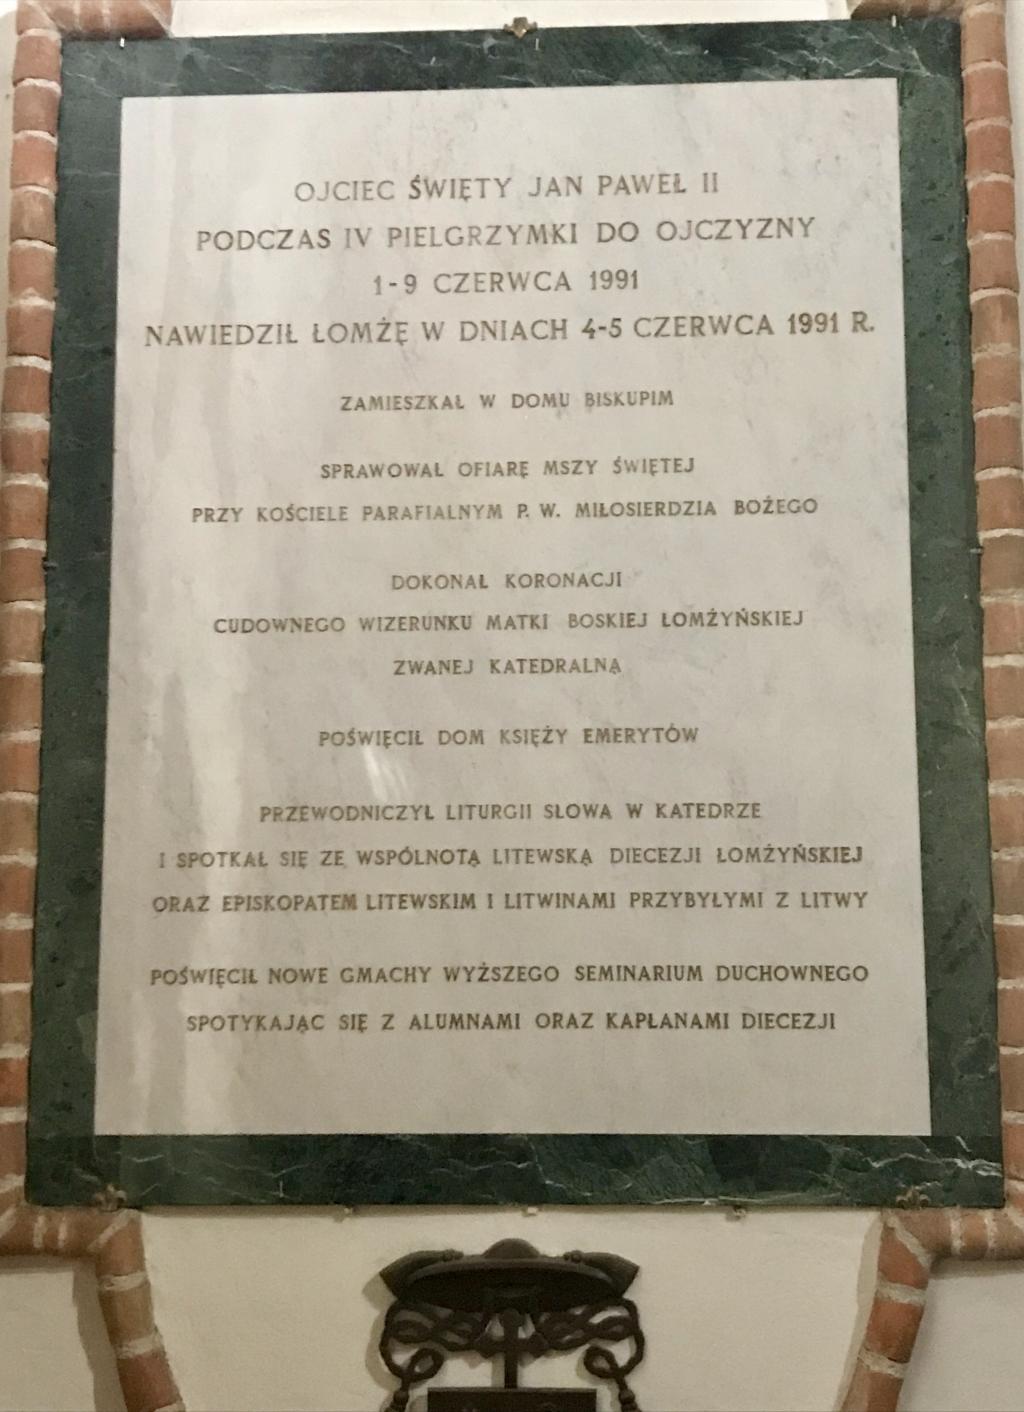 OJCIEC ŚWIĘTY JAN PAWEŁ II
PODCZAS IV PIELGRZYMKI DO OJCZYZNY
1-9 CZERWCA 1991
NAWIEDZIŁ ŁOMŻĘ W DNIACH 4-5 CZERWCA 1991 R.
ZAMIESZKAŁ W DOMU BISKUPIM
SPRAWOWAŁ OFIARĘ MSZY ŚWIĘTEJ
PRZY KOŚCIELE PARAFIALNYM P. W. MIŁOSIERDZIA BOŻEGO
DOKONAŁ KORONACJI
CUDOWNEGO WIZERUNKU MATKI BOSKIEJ ŁOMŻYŃSKIEJ
ZWANEJ KATEDRALNĄ
POŚWIĘCIŁ DOM KSIĘŻY EMERYTÓW
PRZEWODNICZYŁ LITURGII SŁOWA W KATEDRZE
I SPOTKAŁ SIĘ ZE WSPÓLNOTĄ LITEWSKĄ DIECEZJI ŁOMŻYŃSKIEJ
ORAZ EPISKOPATEM LITEWSKIM I LITWINAMI PRZYBYŁYMI Z LITWY
POŚWIĘCIŁ NOWE GMACHY WYŻSZEGO SEMINARIUM DUCHOWNEGO
SPOTYKAJĄC SIĘ Z ALUMNAMI ORAZ KAPŁANAMI DIECEZJI